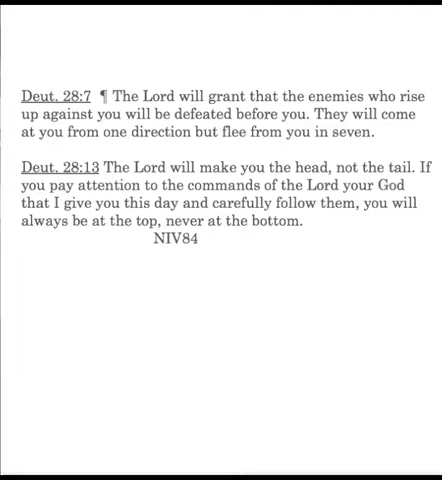 Deut. 28:7 ¶ The Lord will grant that the enemies who rise
up against you will be defeated before you. They will come
at you from one direction but flee from you in seven.
Deut. 28:13 The Lord will make you the head, not the tail. If
you pay attention to the commands of the Lord your God
that I give you this day and carefully follow them, you will
always be at the top, never at the bottom.
NIV84